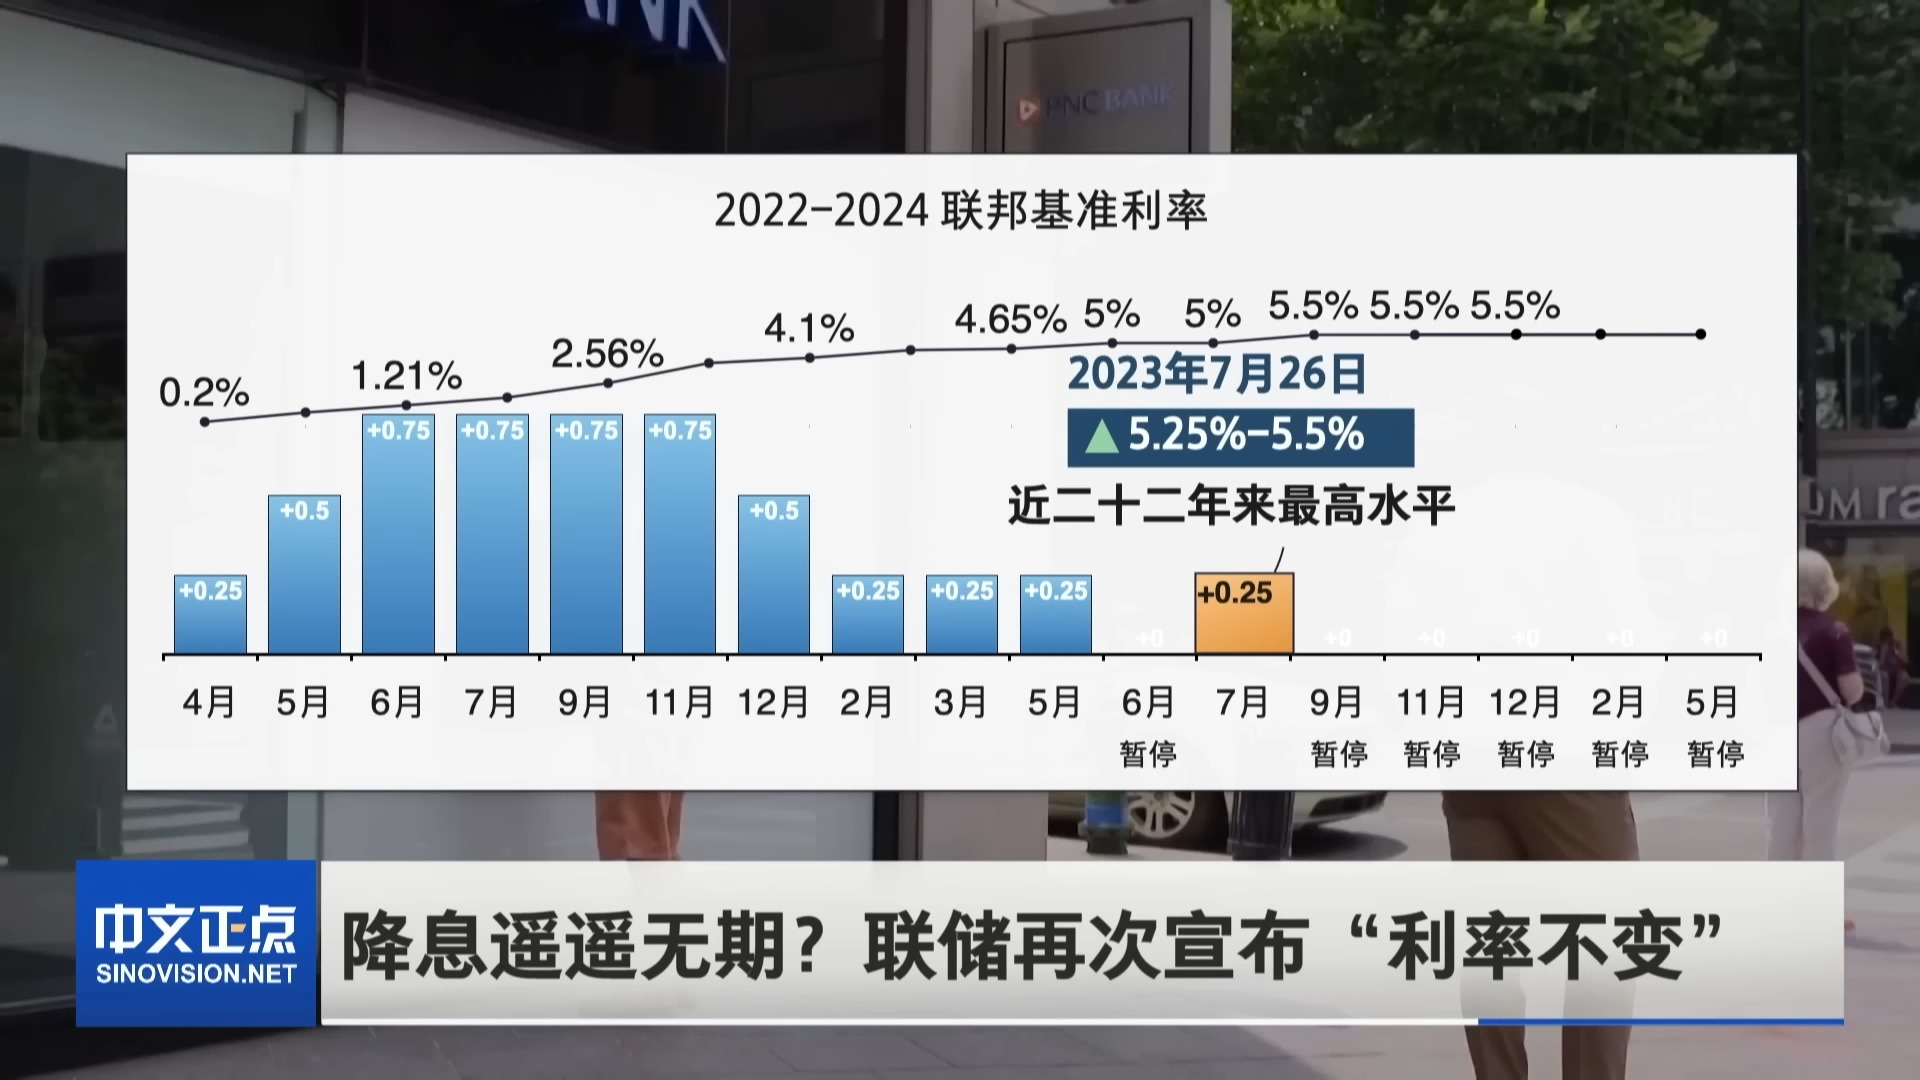 ANK
PNC BANK
2022-2024 联邦基准利率
0.2% 1.21% 2.56% 4.1% 4.65% 5% 5% 5.5% 5.5% 5.5%
2023年7月26日
▲ 5.25%-5.5%
近二十二年来最高水平
+0.25 +0.5 +0.75 +0.75 +0.75 +0.75 +0.5 +0.25 +0.25 +0.25 +0 +0.25 +0 +0 +0 +0 +0
4月 5月 6月 7月 9月 11月 12月 2月 3月 5月 6月 7月 9月 11月 12月 2月 5月
暂停 暂停 暂停 暂停 暂停 暂停
UM ra
中文正点
SINOVISION.NET
降息遥遥无期？联储再次宣布“利率不变”